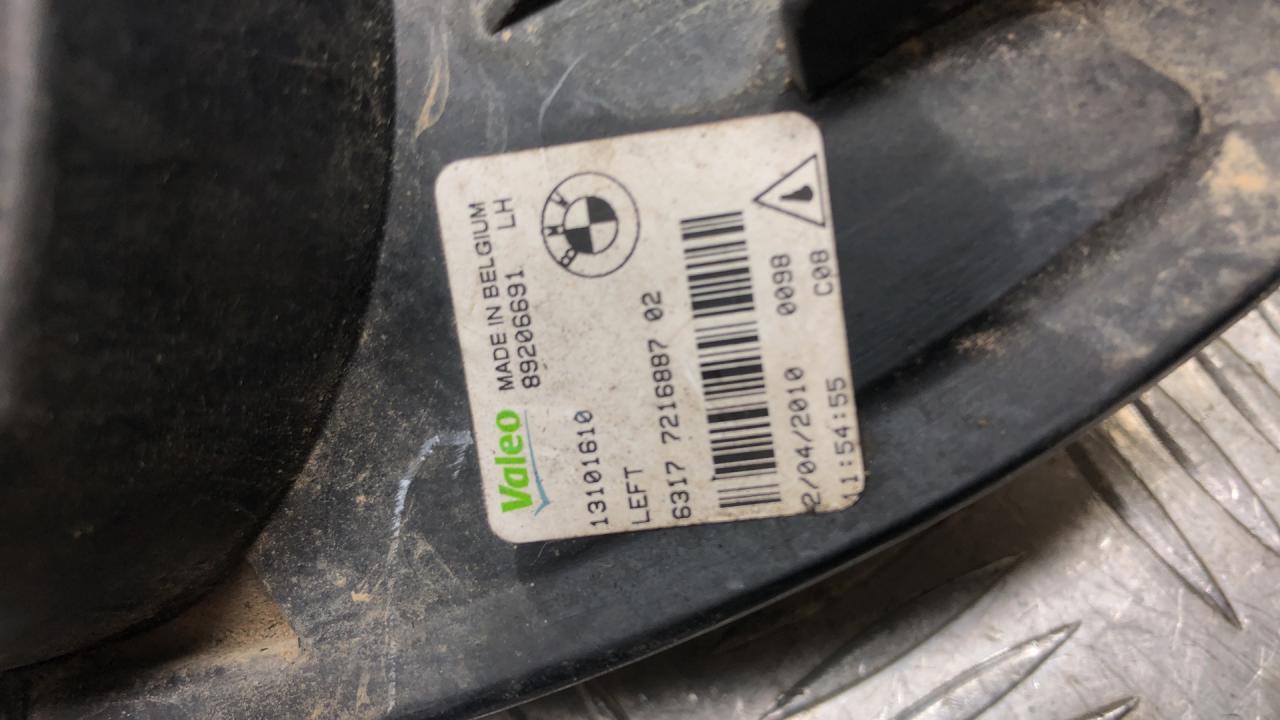 Valeo MADE IN BELGIUM
89206691 LH
BMW
13101610
LEFT
6317 7216887 02
2/04/2010 0098
11:54:55 C08